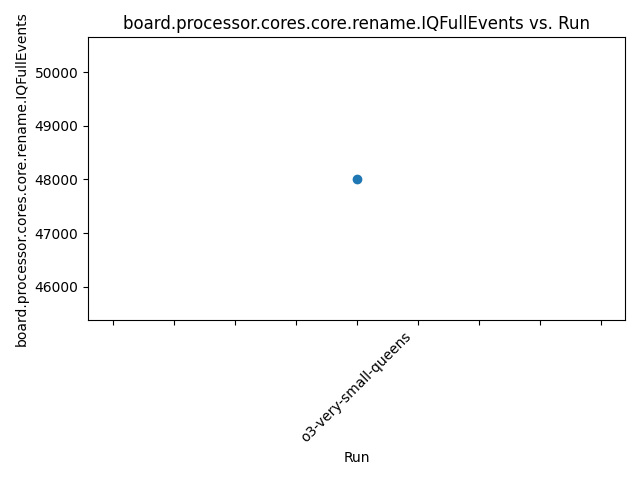 board.processor.cores.core.rename.IQFullEvents vs. Run
board.processor.cores.core.rename.IQFullEvents
50000
49000
48000
47000
46000
o3-very-small-queens
Run